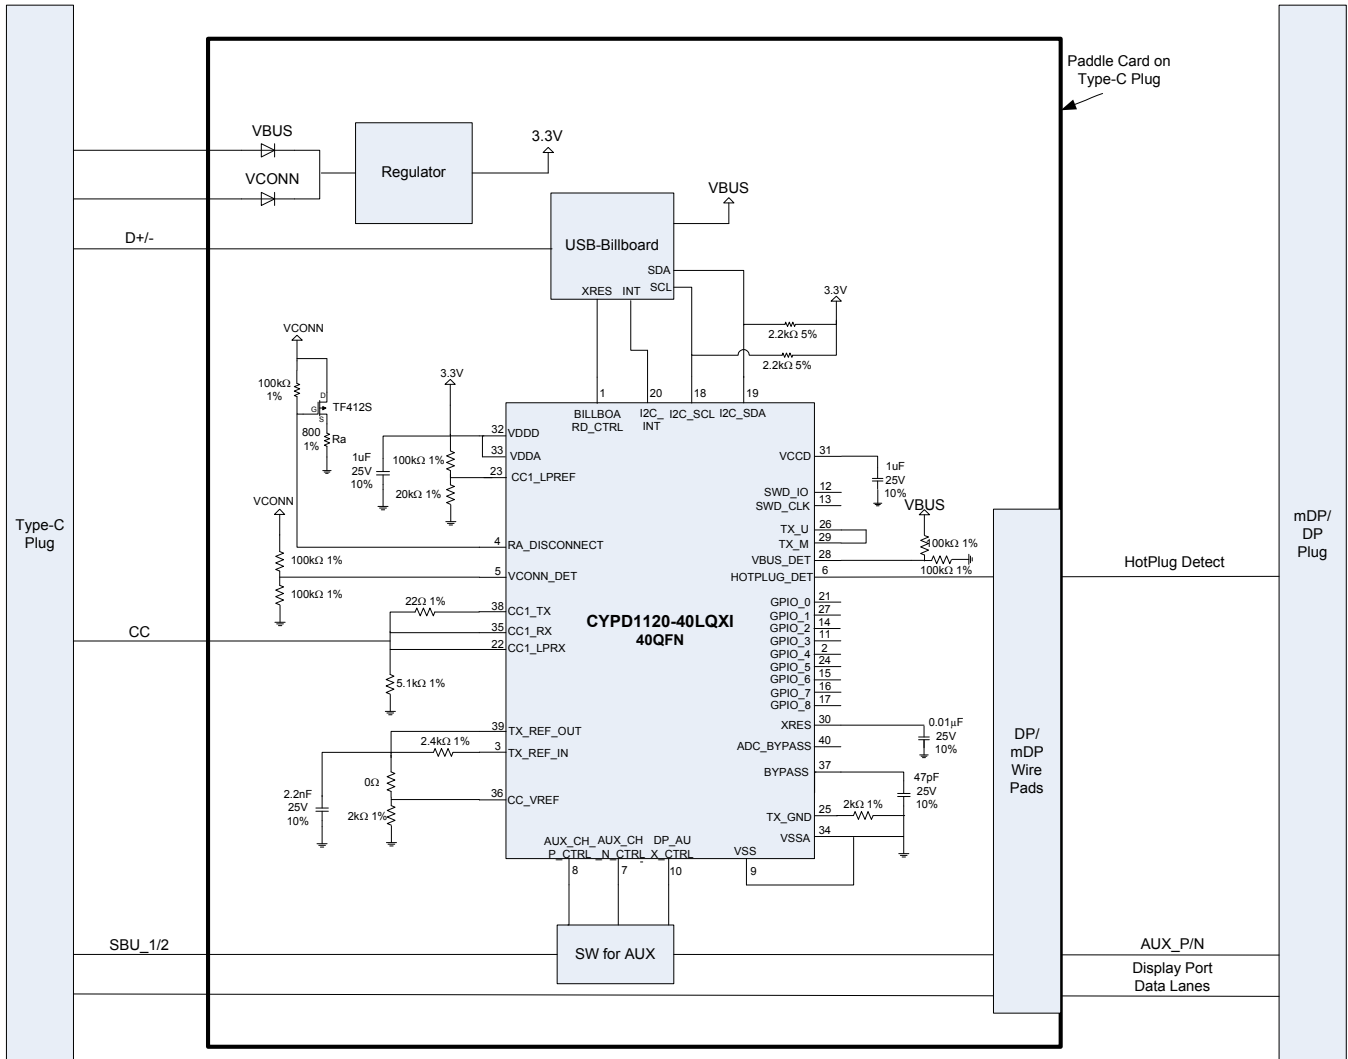 Paddle Card on
Type-C Plug
VBUS
VCONN
Regulator
3.3V
D+/-
USB-Billboard
VBUS
SDA
SCL
XRES
INT
3.3V
2.2kΩ 5%
2.2kΩ 5%
VCONN
100kΩ
1%
D
G
S
TF412S
800
1%
Ra
3.3V
1uF
25V
10%
100kΩ 1%
20kΩ 1%
1
20
18
19
BILLBOA
RD_CTRL
I2C_
INT
I2C_SCL
I2C_SDA
32
VDDD
33
VDDA
23
CC1_LPREF
VCCD
31
1uF
25V
10%
SWD_IO
12
SWD_CLK
13
VBUS
TX_U
26
TX_M
29
100kΩ 1%
VBUS_DET
28
100kΩ 1%
HOTPLUG_DET
6
VCONN
4
RA_DISCONNECT
100kΩ 1%
5
VCONN_DET
100kΩ 1%
Type-C
Plug
mDP/
DP
Plug
HotPlug Detect
22Ω 1%
38
CC1_TX
35
CC1_RX
22
CC1_LPRX
CC
5.1kΩ 1%
CYPD1120-40LQXI
40QFN
GPIO_0
21
GPIO_1
27
GPIO_2
14
GPIO_3
11
GPIO_4
2
GPIO_5
24
GPIO_6
15
GPIO_7
16
GPIO_8
17
XRES
30
0.01µF
25V
10%
ADC_BYPASS
40
39
TX_REF_OUT
2.4kΩ 1%
3
TX_REF_IN
DP/
mDP
Wire
Pads
BYPASS
37
47pF
25V
10%
2.2nF
25V
10%
0Ω
36
CC_VREF
2kΩ 1%
TX_GND
25
2kΩ 1%
VSSA
34
AUX_CH_
P_CTRL
AUX_CH
_N_CTRL
DP_AU
X_CTRL
VSS
8
7
10
9
SBU_1/2
SW for AUX
AUX_P/N
Display Port
Data Lanes